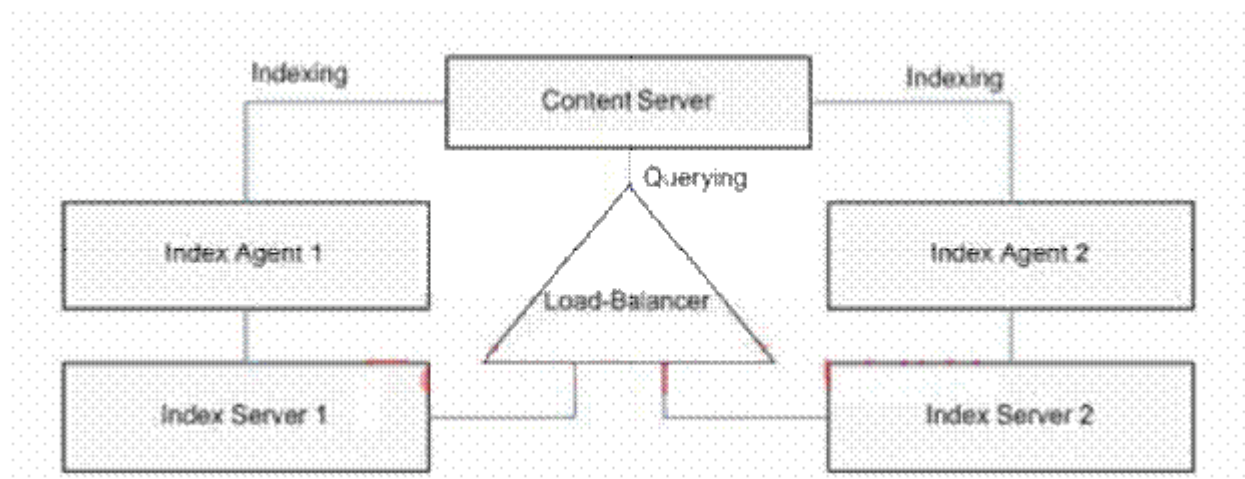 Indexing
Content Server
Indexing
Querying
Index Agent 1
Index Agent 2
Load-Balancer
Index Server 1
Index Server 2